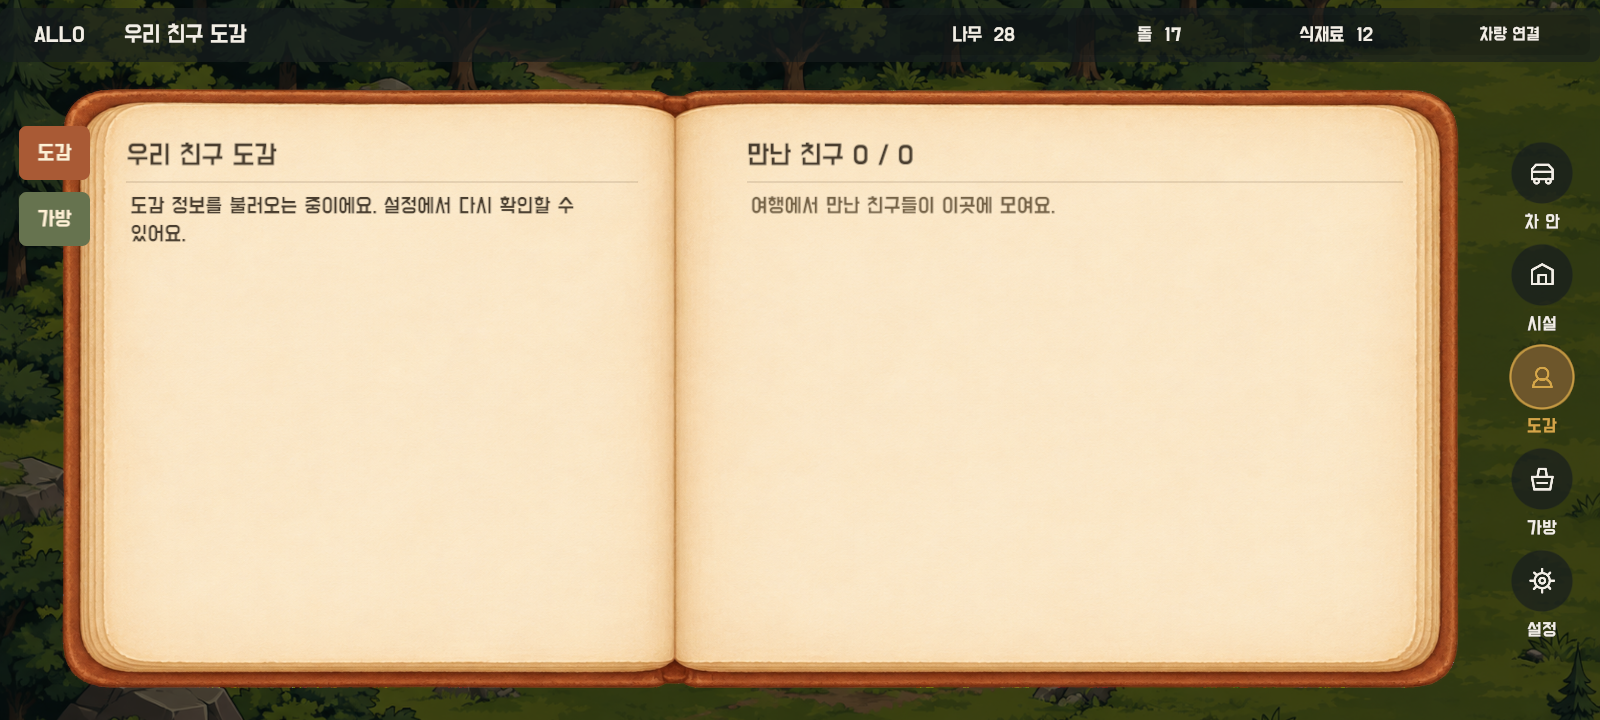 ALLO 우리 친구 도감 나무 28 돌 17 식재료 12 차량 연결
도감
가방
우리 친구 도감
도감 정보를 불러오는 중이에요. 설정에서 다시 확인할 수
있어요.
만난 친구 0 / 0
여행에서 만난 친구들이 이곳에 모여요.
차 안
시설
도감
가방
설정